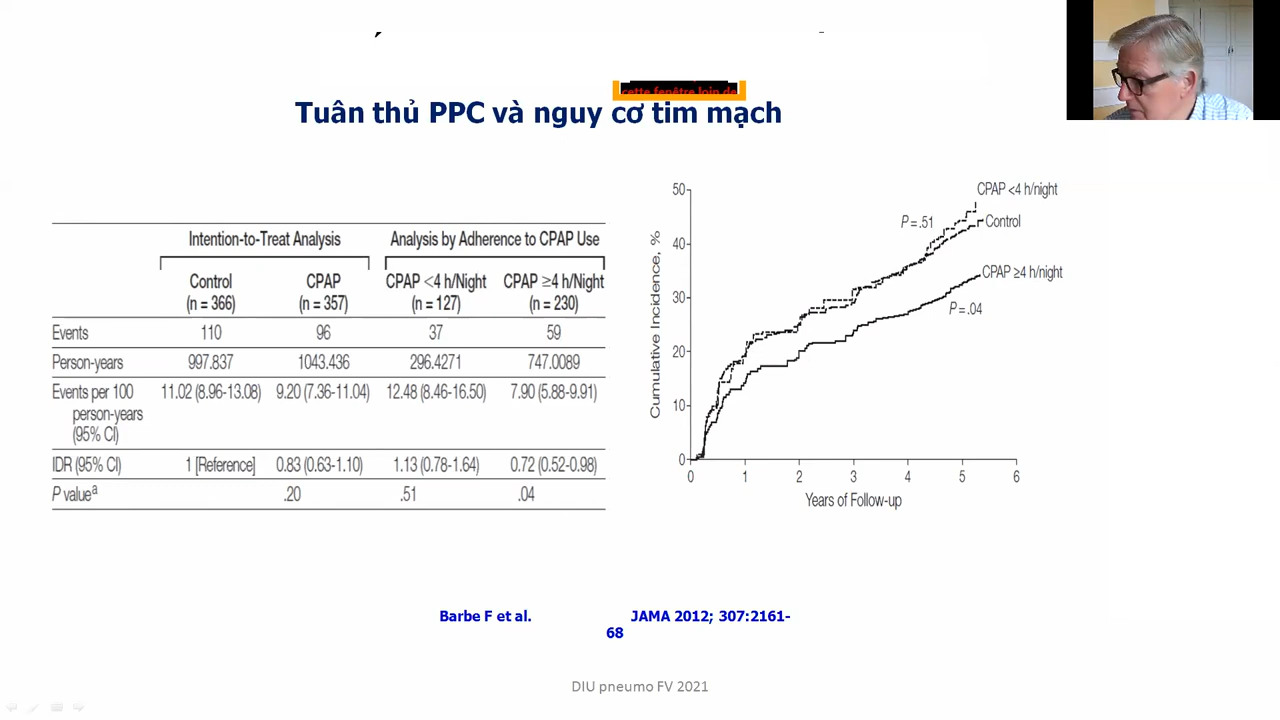 cette fenêtre loin de
Tuân thủ PPC và nguy cơ tim mạch
Intention-to-Treat Analysis Analysis by Adherence to CPAP Use
Control CPAP CPAP <4 h/Night CPAP ≥4 h/Night
(n = 366) (n = 357) (n = 127) (n = 230)
Events 110 96 37 59
Person-years 997.837 1043.436 296.4271 747.0089
Events per 100 11.02 (8.96-13.08) 9.20 (7.36-11.04) 12.48 (8.46-16.50) 7.90 (5.88-9.91)
person-years
(95% CI)
IDR (95% CI) 1 [Reference] 0.83 (0.63-1.10) 1.13 (0.78-1.64) 0.72 (0.52-0.98)
P valueᵃ .20 .51 .04
Cumulative Incidence, %
50
40
30
20
10
0
CPAP <4 h/night
P=.51
Control
CPAP ≥4 h/night
P=.04
0 1 2 3 4 5 6
Years of Follow-up
Barbe F et al. JAMA 2012; 307:2161-
68
DIU pneumo FV 2021